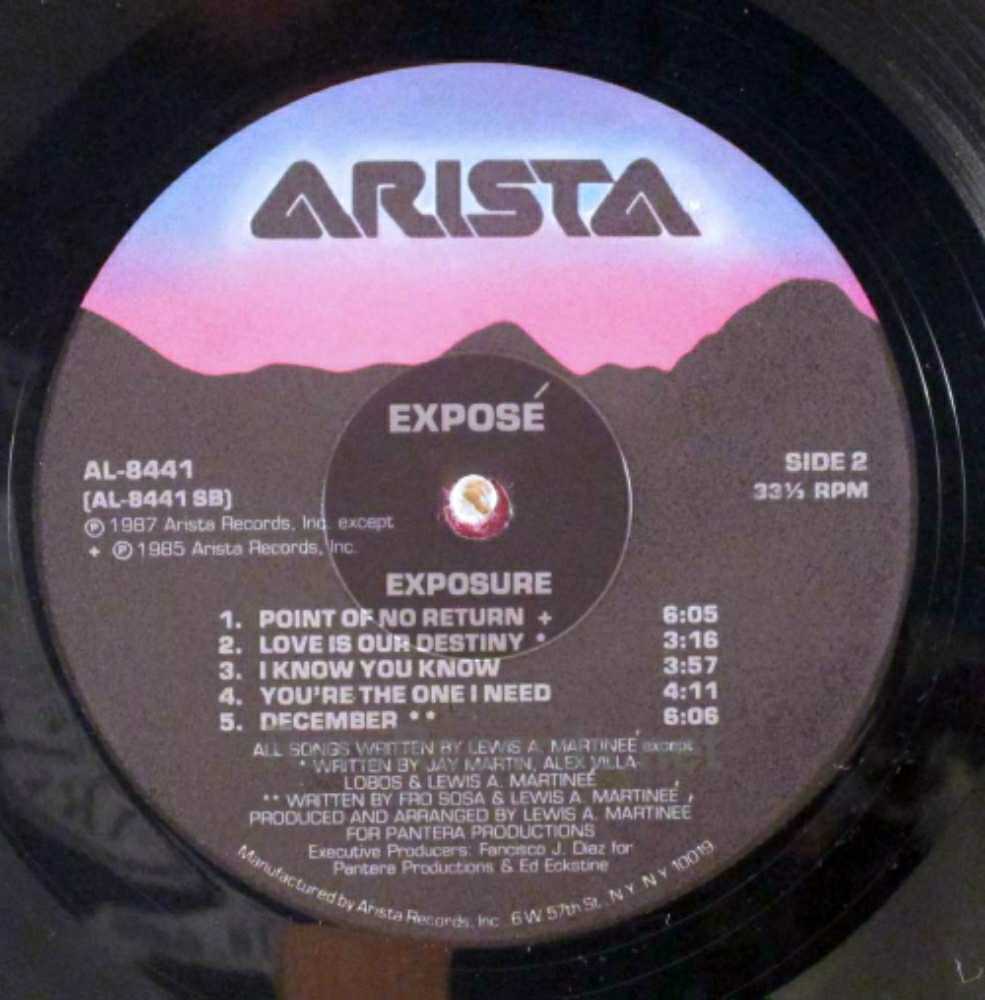 ARISTA
EXPOSÉ
AL-8441
(AL-8441 SB)
Ⓟ 1987 Arista Records, Inc. except
+ Ⓟ 1985 Arista Records, Inc.
SIDE 2
33⅓ RPM
EXPOSURE
1. POINT OF NO RETURN + 6:05
2. LOVE IS OUR DESTINY * 3:16
3. I KNOW YOU KNOW 3:57
4. YOU'RE THE ONE I NEED 4:11
5. DECEMBER ** 6:06
ALL SONGS WRITTEN BY LEWIS A. MARTINEÉ except
* WRITTEN BY JAY MARTIN, ALEX VILLA-
LOBOS & LEWIS A. MARTINEÉ
** WRITTEN BY FRO SOSA & LEWIS A. MARTINEÉ
PRODUCED AND ARRANGED BY LEWIS A. MARTINEÉ
FOR PANTERA PRODUCTIONS
Executive Producers: Fancisco J. Diaz for
Pantera Productions & Ed Eckstine
Manufactured by Arista Records, Inc. 6 W. 57th St., N.Y. N.Y. 10019